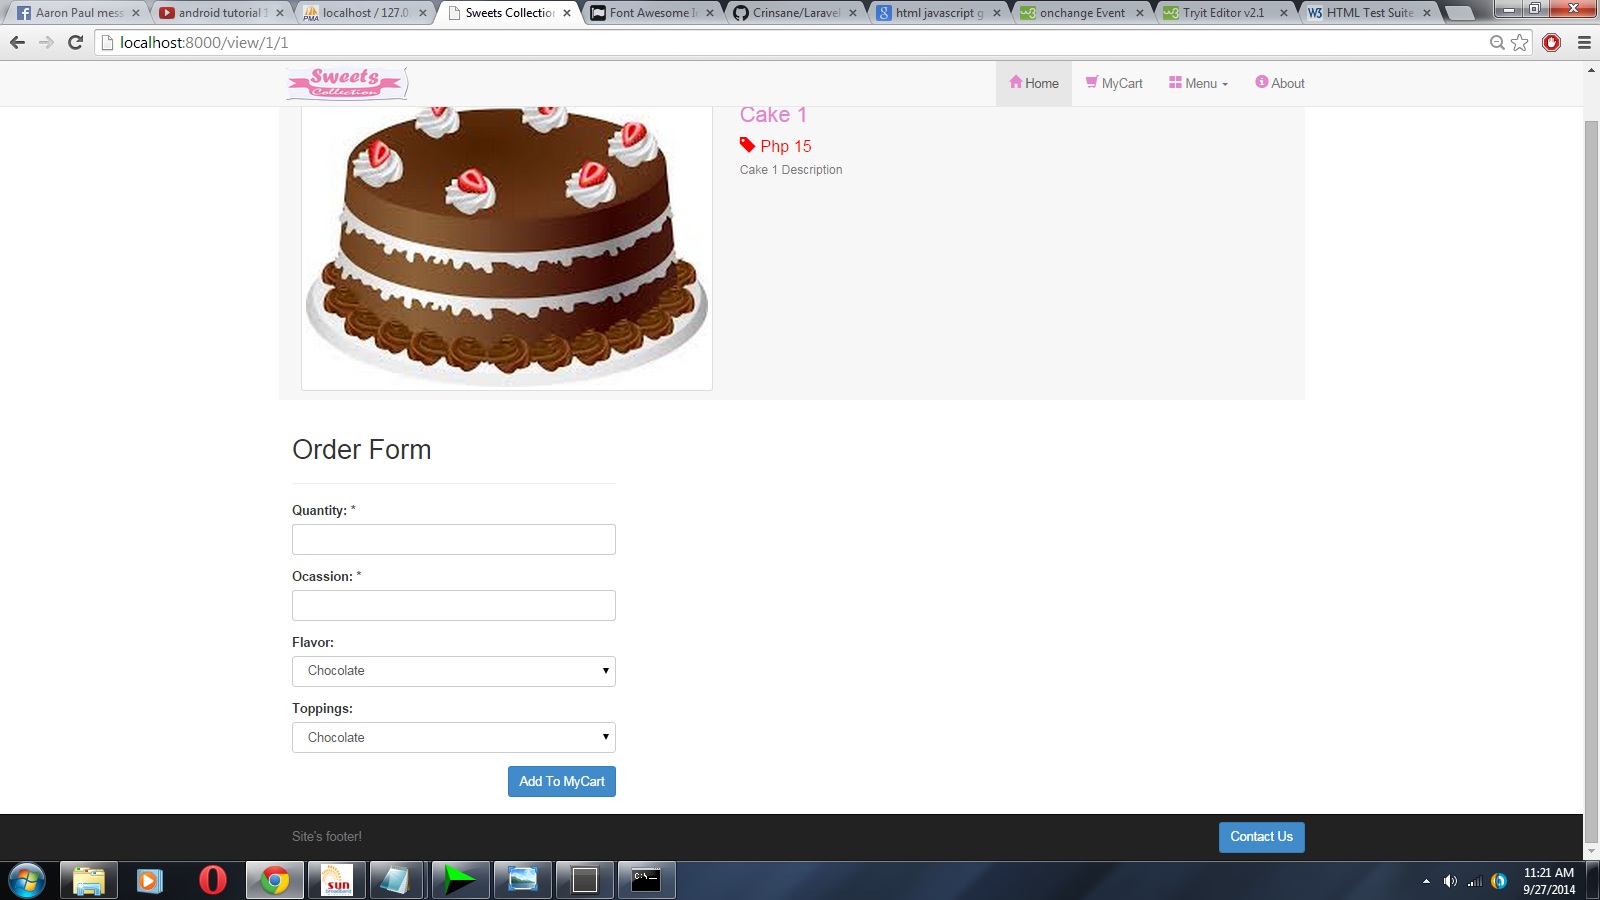 Aaron Paul mess
android tutorial 1
localhost / 127.0.
Sweets Collection
Font Awesome I
Crinsane/Laravel
html javascript g
onchange Event
Tryit Editor v2.1
HTML Test Suite
localhost:8000/view/1/1
Sweets
Collection
Home
MyCart
Menu
About
Cake 1
Php 15
Cake 1 Description
Order Form
Quantity: *
Ocassion: *
Flavor:
Chocolate
Toppings:
Chocolate
Add To MyCart
Site's footer!
Contact Us
sun
11:21 AM
9/27/2014